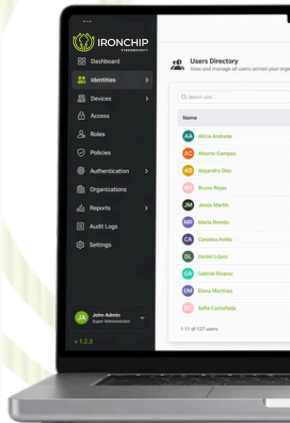 IRONCHIP
CYBERSECURITY
Dashboard
Identities
Devices
Access
Roles
Policies
Authentication
Organizations
Reports
Audit Logs
Settings
JA
John Admin
Super Administrator
v 1.2.3
Users Directory
View and manage all users across your orga
Search user...
Name
AA Alicia Andrade
AC Alberto Campos
AD Alejandra Díaz
BR Bruno Rojas
JM Jesús Martín
MR María Román
CA Carolina Avilés
DL Daniel López
GA Gabriel Álvarez
EM Elena Martínez
SC Sofía Castañeda
1-11 of 127 users